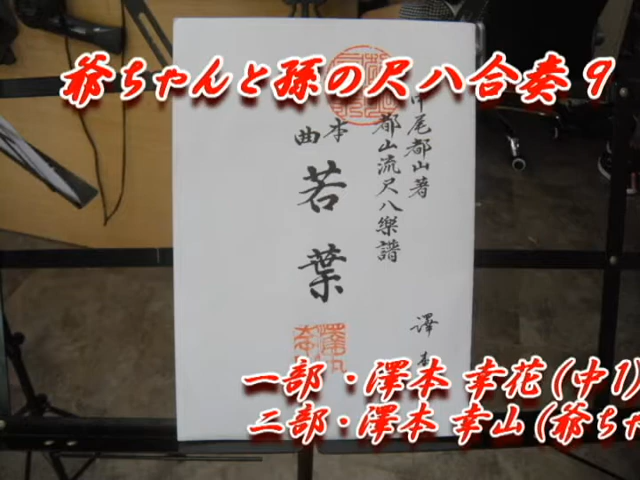 爺ちゃんと孫の尺八合奏 9
中尾都山著
都山流尺八樂譜
本曲
若葉
澤
一部・澤本 幸花(中1)
二部・澤本 幸山(爺ちゃ